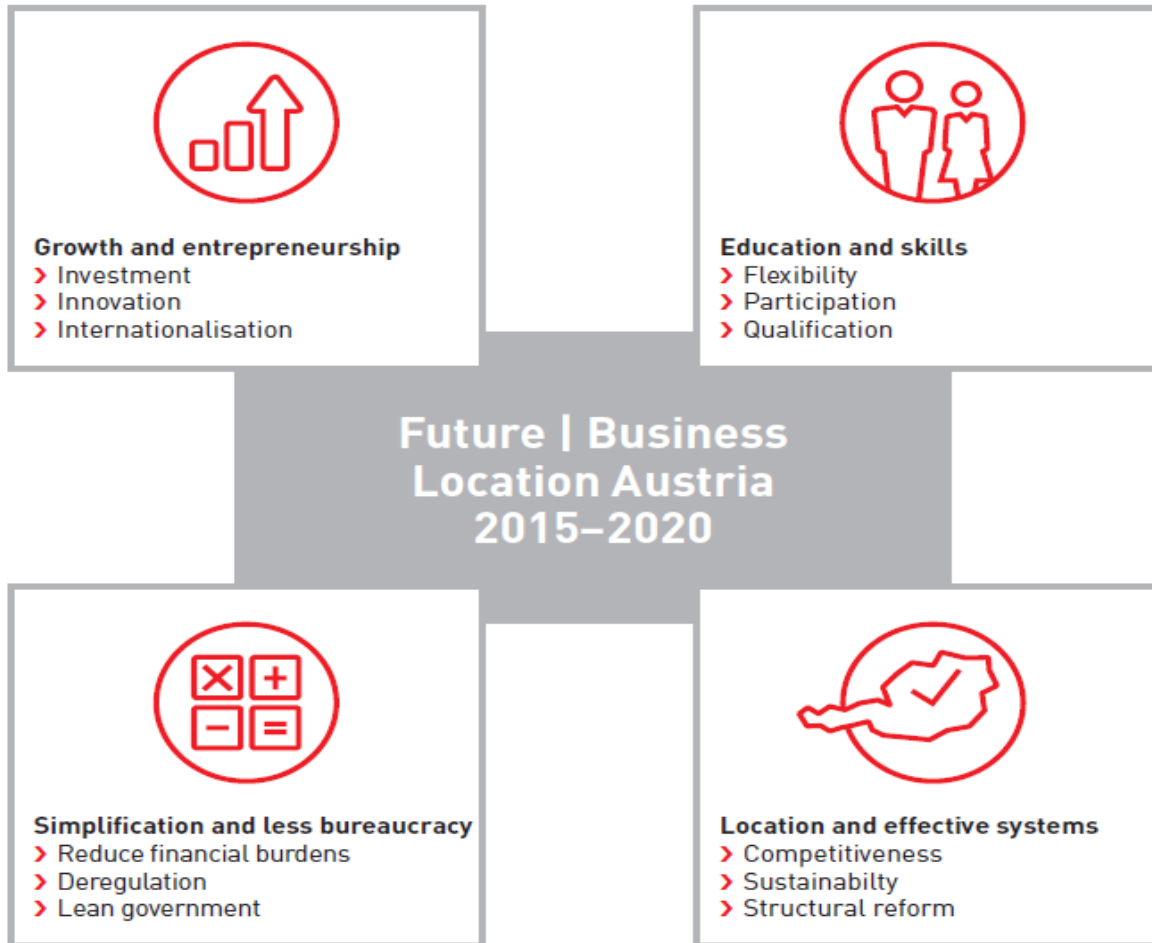 Growth and entrepreneurship
› Investment
› Innovation
› Internationalisation
Education and skills
› Flexibility
› Participation
› Qualification
Future | Business
Location Austria
2015–2020
× +
− =
Simplification and less bureaucracy
› Reduce financial burdens
› Deregulation
› Lean government
Location and effective systems
› Competitiveness
› Sustainabilty
› Structural reform